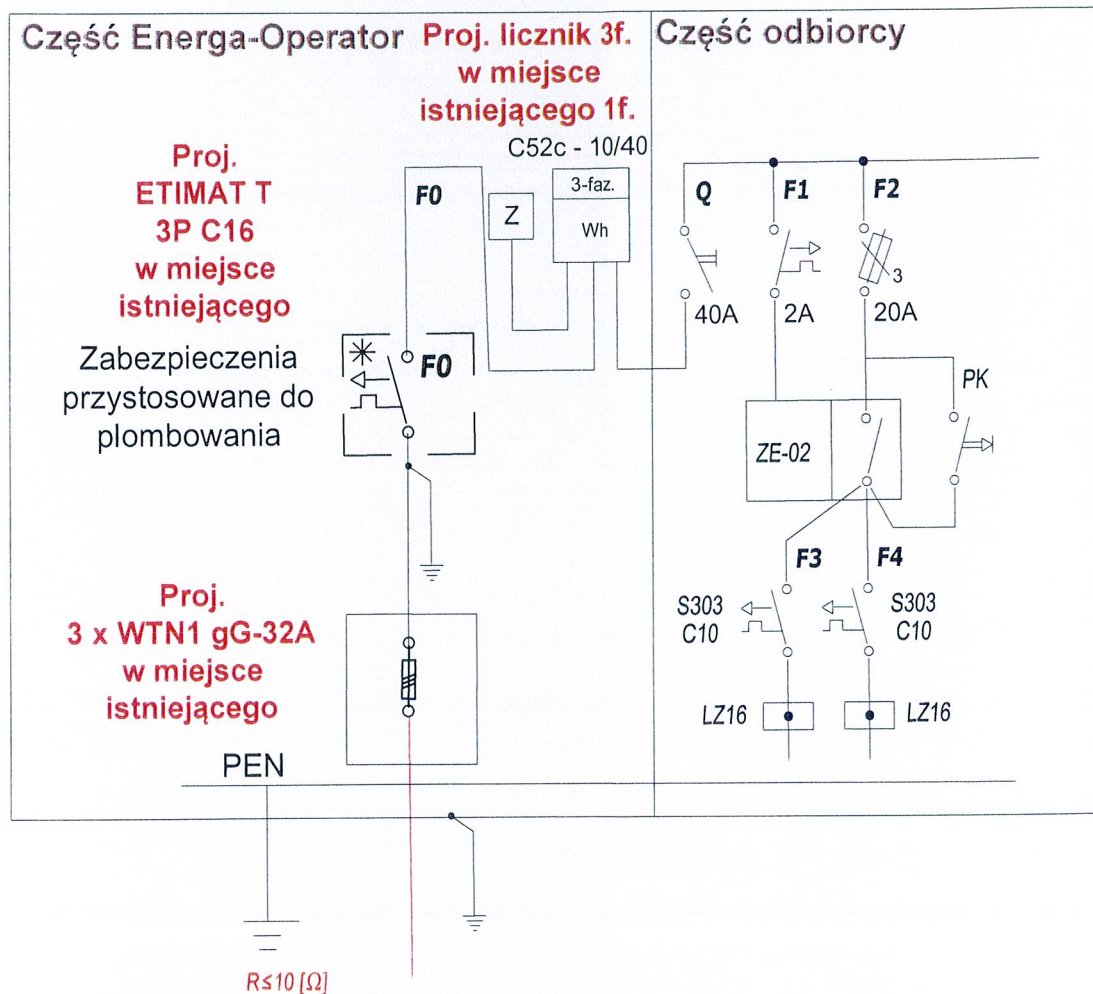 Część Energa-Operator
Proj. licznik 3f.
w miejsce
istniejącego 1f.
C52c - 10/40
Część odbiorcy
Proj.
ETIMAT T
3P C16
w miejsce
istniejącego
F0
Z
3-faz.
Wh
Q
F1
F2
3
40A
2A
20A
Zabezpieczenia
przystosowane do
plombowania
F0
PK
ZE-02
F3
F4
S303
C10
S303
C10
LZ16
LZ16
Proj.
3 x WTN1 gG-32A
w miejsce
istniejącego
PEN
R≤10 [Ω]